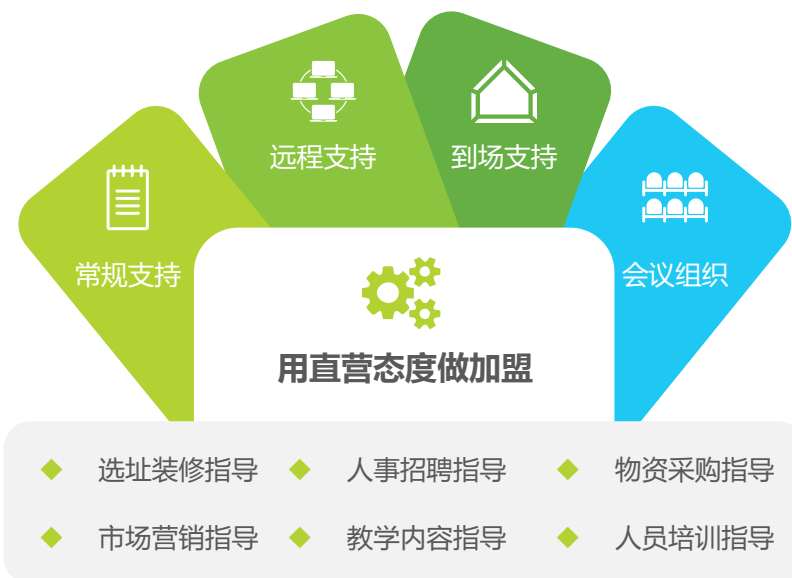 远程支持
到场支持
常规支持
会议组织
用直营态度做加盟
选址装修指导
人事招聘指导
物资采购指导
市场营销指导
教学内容指导
人员培训指导